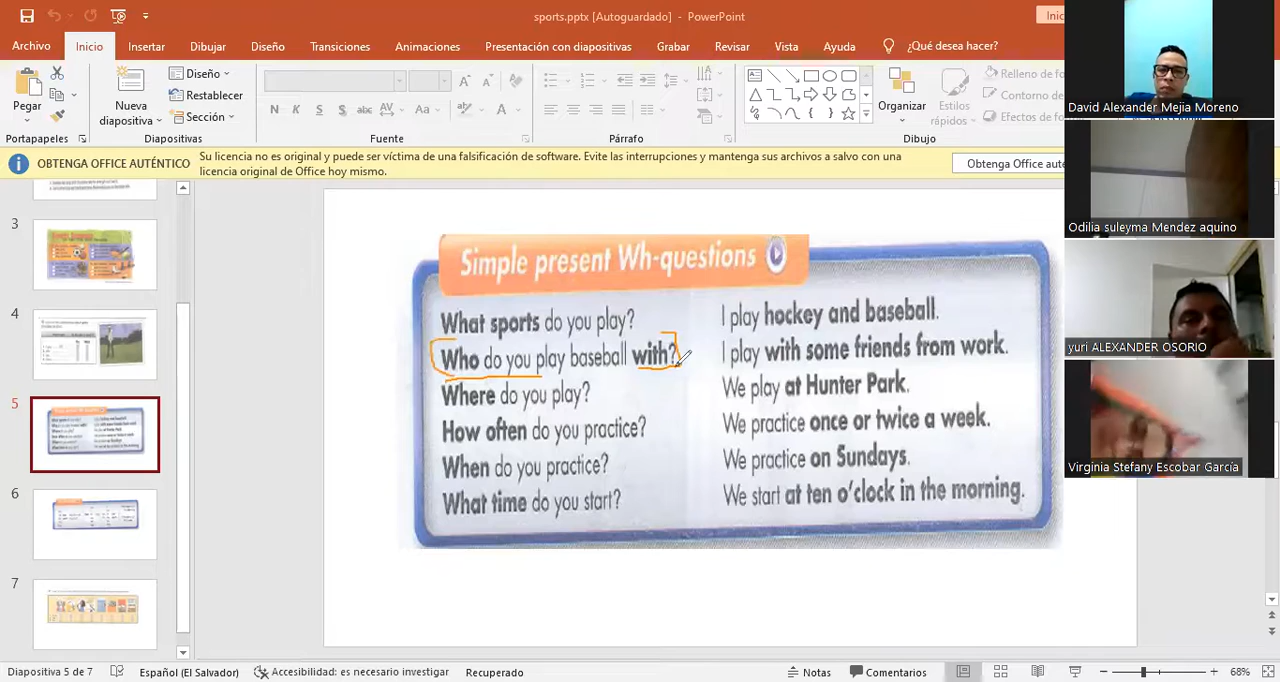 sports.pptx [Autoguardado] - PowerPoint
Inic
Archivo Inicio Insertar Dibujar Diseño Transiciones Animaciones Presentación con diapositivas Grabar Revisar Vista Ayuda ¿Qué desea hacer?
Pegar
Nueva diapositiva
Diseño
Restablecer
Sección
N K S S abc AV Aa A
Organizar
Estilos rápidos
Relleno de fo
Contorno de
Efectos de fo
Portapapeles Diapositivas Fuente Párrafo Dibujo
OBTENGA OFFICE AUTÉNTICO Su licencia no es original y puede ser víctima de una falsificación de software. Evite las interrupciones y mantenga sus archivos a salvo con una
licencia original de Office hoy mismo.
Obtenga Office aute
3
4
5
6
7
Simple present Wh-questions
What sports do you play? I play hockey and baseball.
Who do you play baseball with? I play with some friends from work.
Where do you play? We play at Hunter Park.
How often do you practice? We practice once or twice a week.
When do you practice? We practice on Sundays.
What time do you start? We start at ten o'clock in the morning.
David Alexander Mejia Moreno
Odilia suleyma Mendez aquino
yuri ALEXANDER OSORIO
Virginia Stefany Escobar García
Diapositiva 5 de 7 Español (El Salvador) Accesibilidad: es necesario investigar Recuperado Notas Comentarios 68%